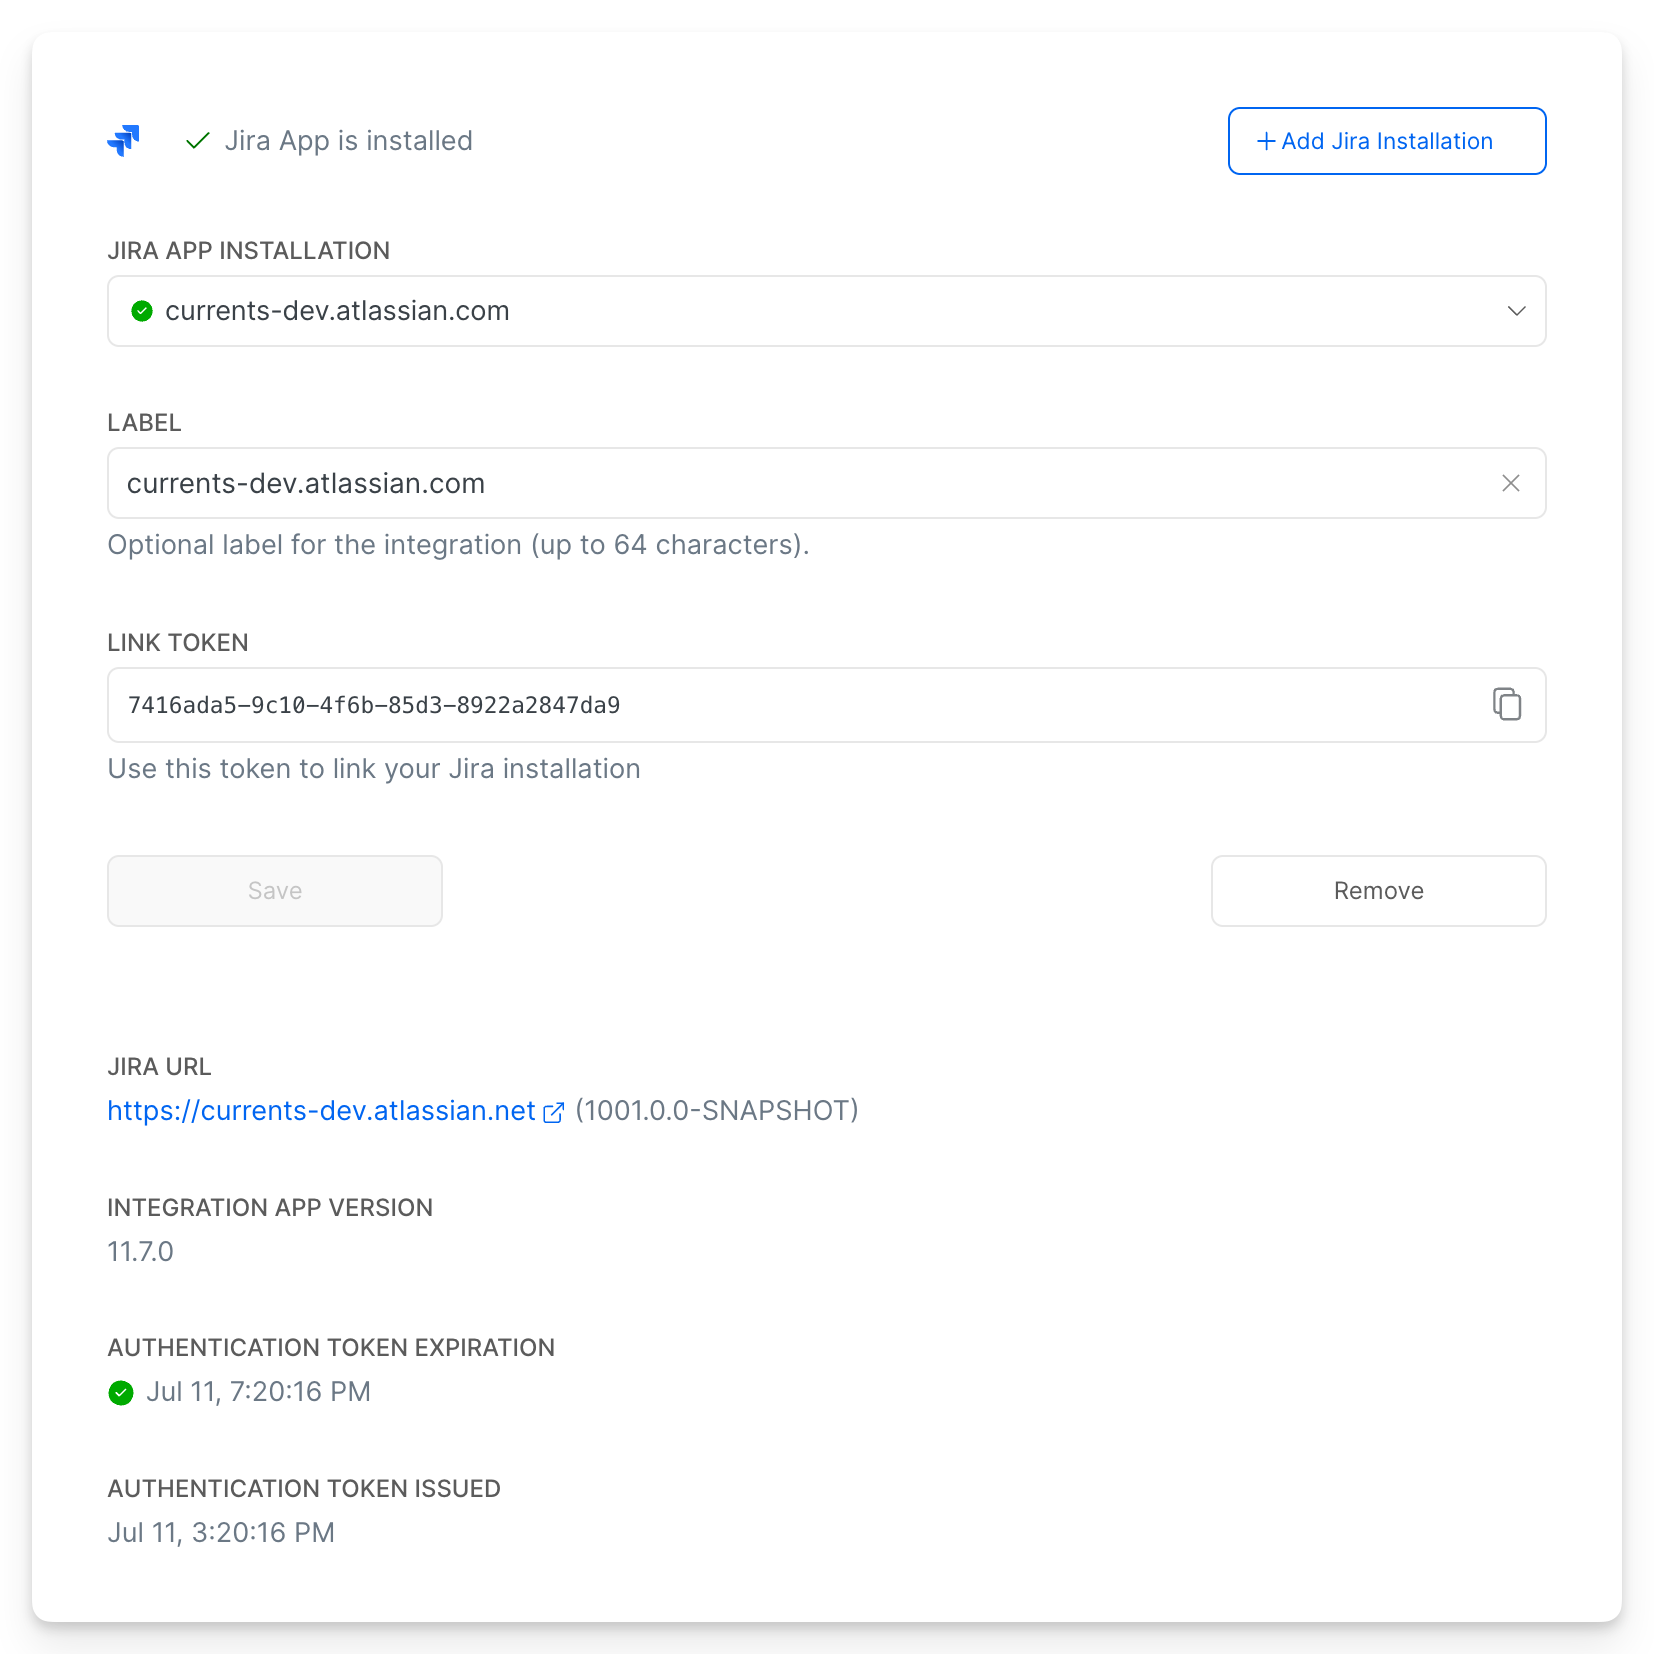 Jira App is installed
+ Add Jira Installation
JIRA APP INSTALLATION
currents-dev.atlassian.com
LABEL
currents-dev.atlassian.com
Optional label for the integration (up to 64 characters).
LINK TOKEN
7416ada5-9c10-4f6b-85d3-8922a2847da9
Use this token to link your Jira installation
Save
Remove
JIRA URL
https://currents-dev.atlassian.net (1001.0.0-SNAPSHOT)
INTEGRATION APP VERSION
11.7.0
AUTHENTICATION TOKEN EXPIRATION
Jul 11, 7:20:16 PM
AUTHENTICATION TOKEN ISSUED
Jul 11, 3:20:16 PM